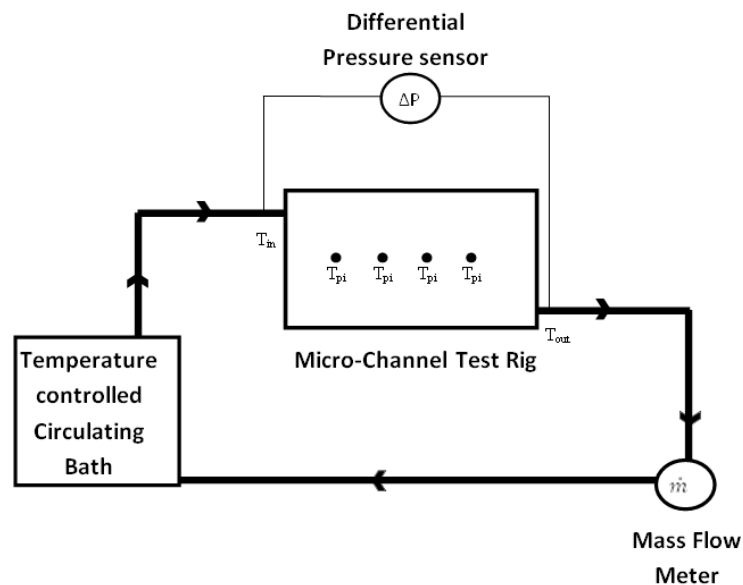 Differential
Pressure sensor
ΔP
T_in
T_pi T_pi T_pi T_pi
T_out
Micro-Channel Test Rig
Temperature
controlled
Circulating
Bath
ṁ
Mass Flow
Meter